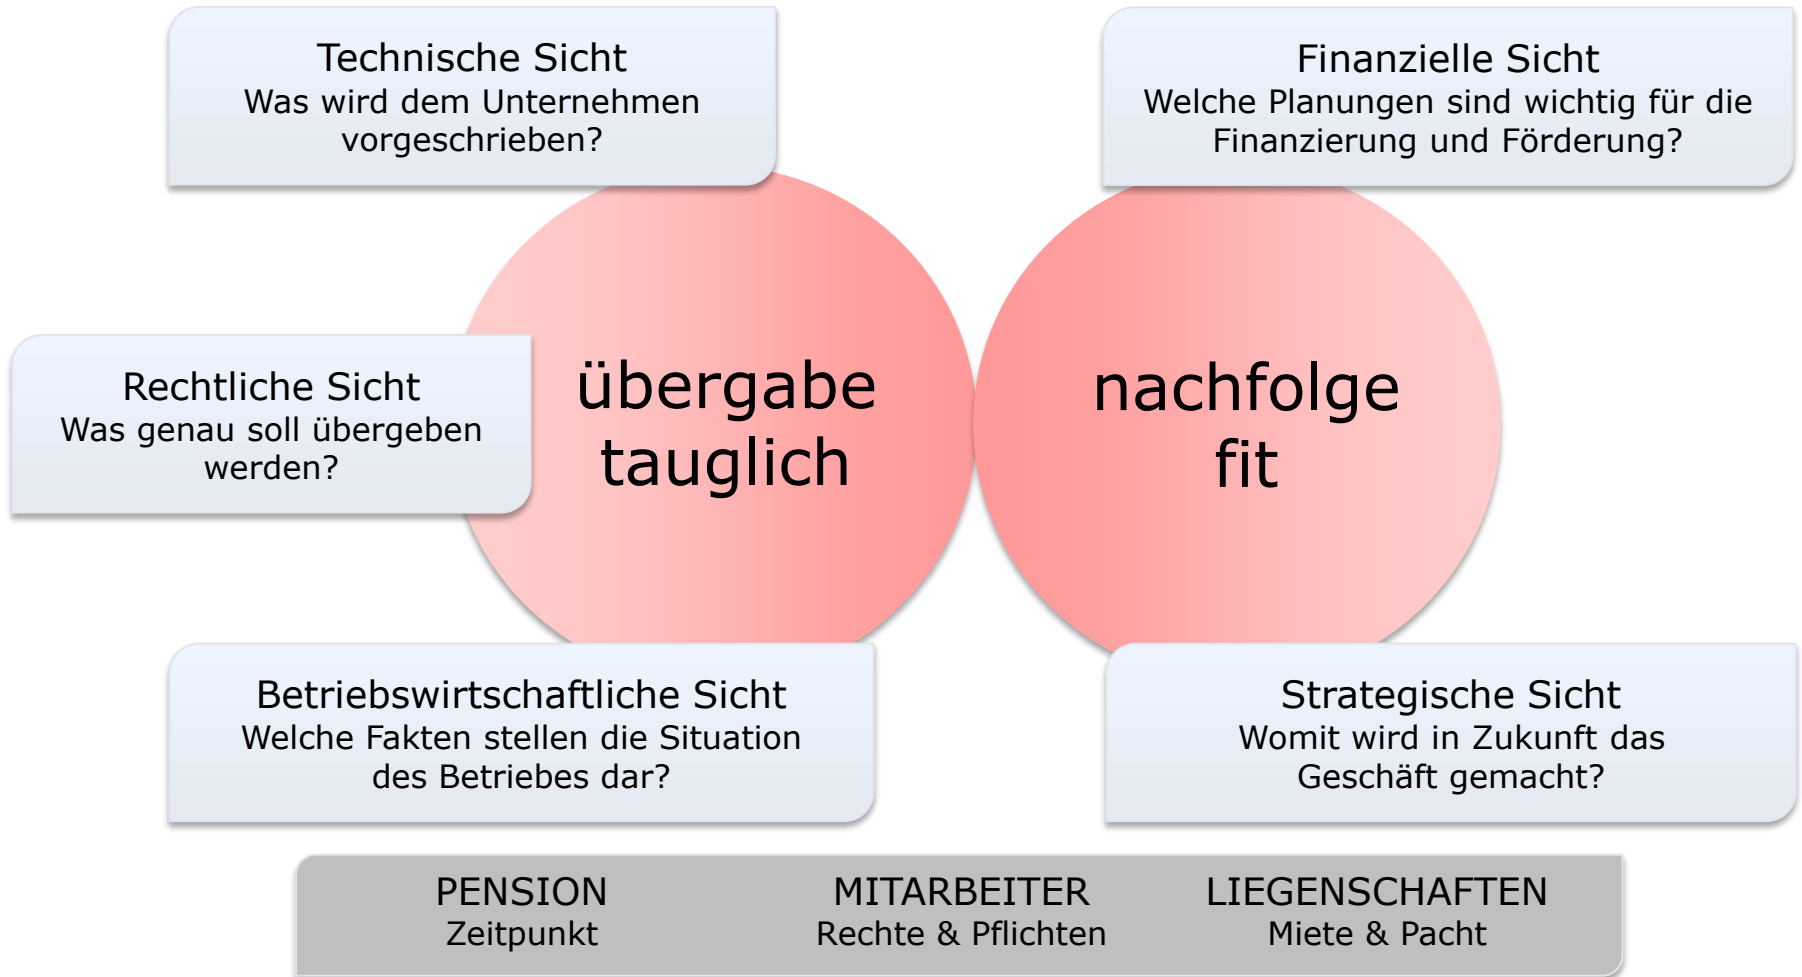 Technische Sicht
Was wird dem Unternehmen
vorgeschrieben?
Finanzielle Sicht
Welche Planungen sind wichtig für die
Finanzierung und Förderung?
Rechtliche Sicht
Was genau soll übergeben
werden?
übergabe
tauglich
nachfolge
fit
Betriebswirtschaftliche Sicht
Welche Fakten stellen die Situation
des Betriebes dar?
Strategische Sicht
Womit wird in Zukunft das
Geschäft gemacht?
PENSION
Zeitpunkt
MITARBEITER
Rechte & Pflichten
LIEGENSCHAFTEN
Miete & Pacht